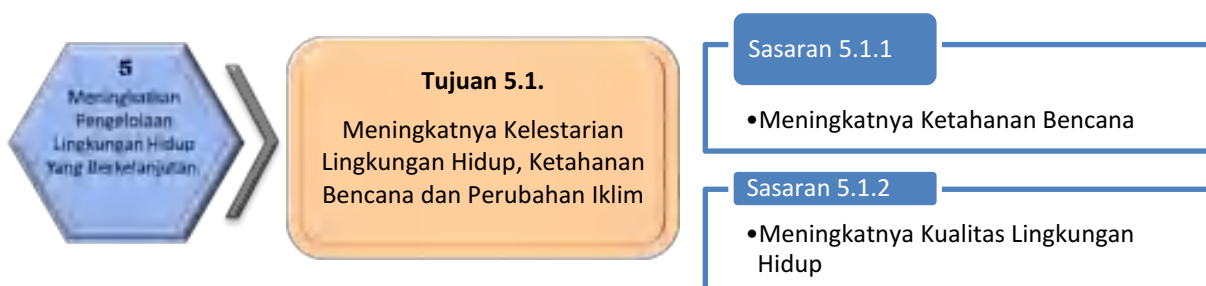 5
Meningkatkan
Pengelolaan
Lingkungan Hidup
Yang Berkelanjutan
Tujuan 5.1.
Meningkatnya Kelestarian
Lingkungan Hidup, Ketahanan
Bencana dan Perubahan Iklim
Sasaran 5.1.1
•Meningkatnya Ketahanan Bencana
Sasaran 5.1.2
•Meningkatnya Kualitas Lingkungan
Hidup